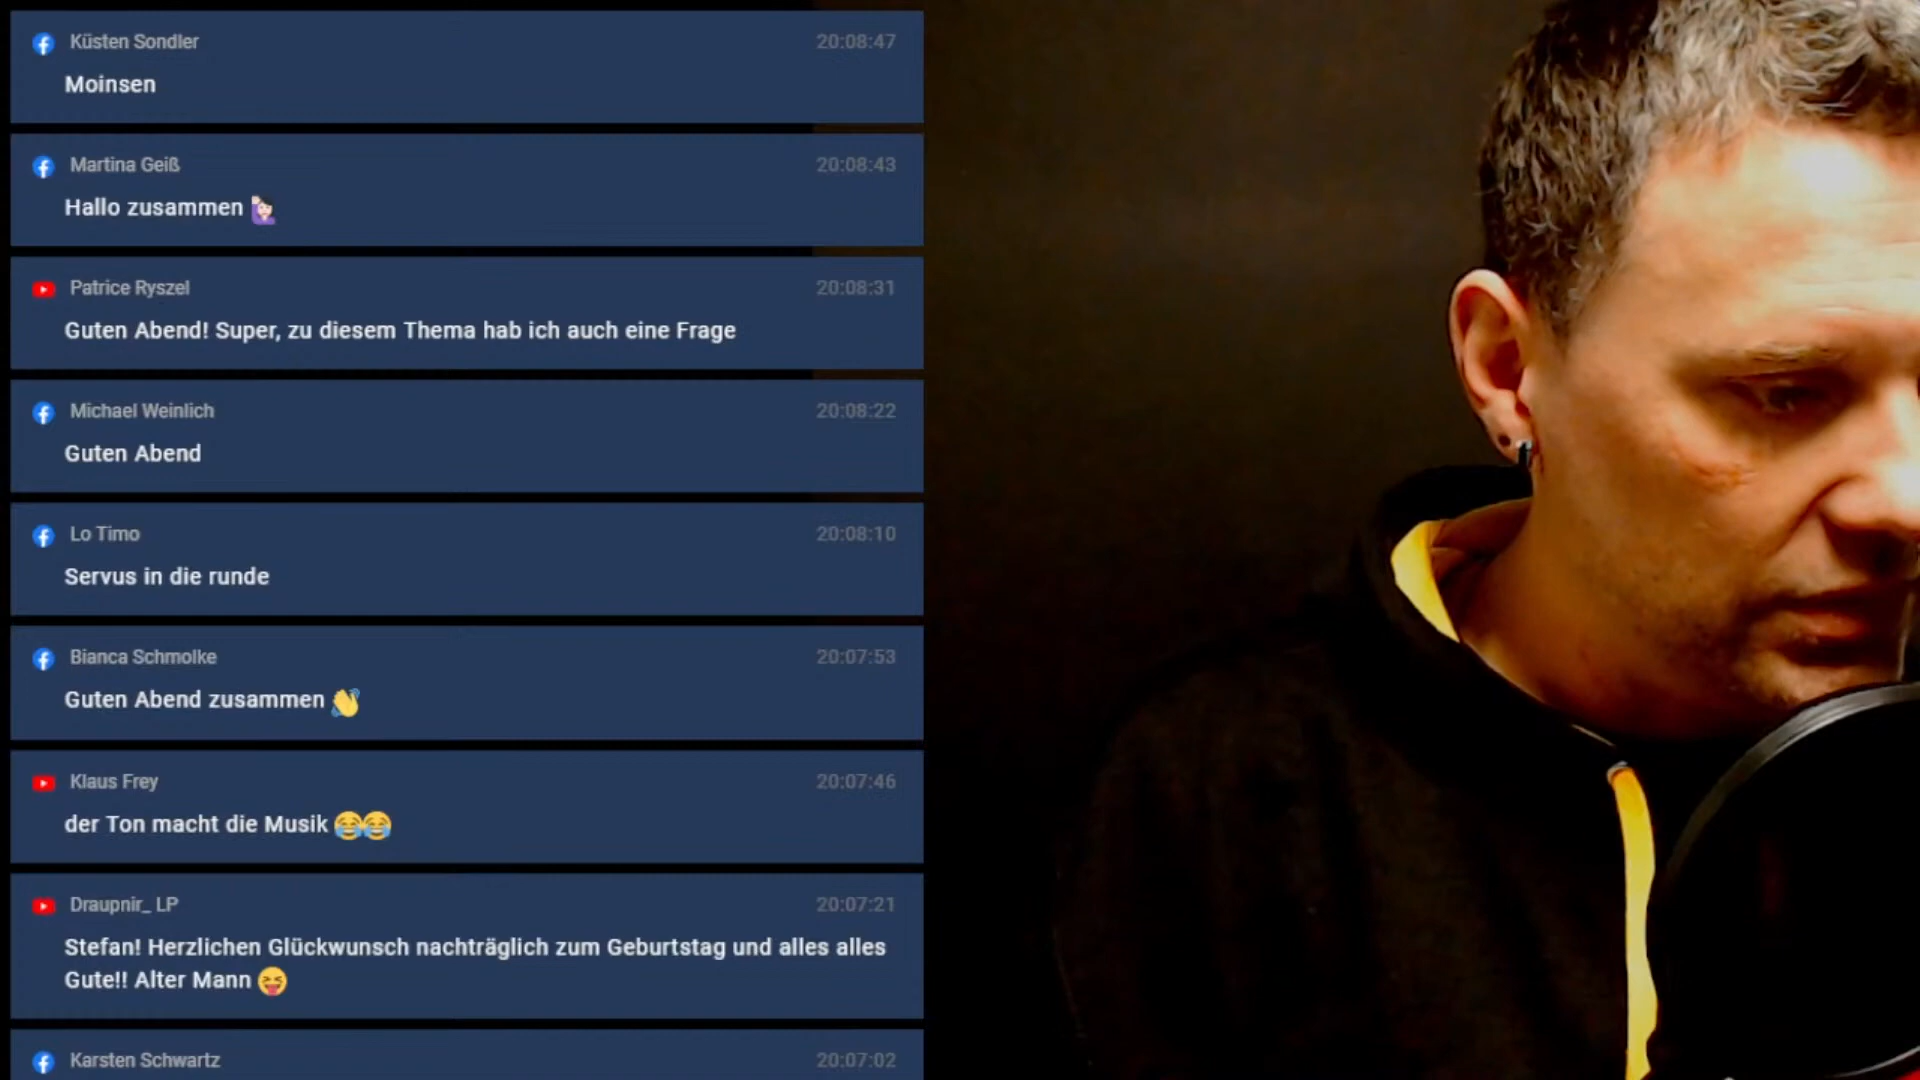 Küsten Sondler 20:08:47
Moinsen
Martina Geiß 20:08:43
Hallo zusammen 🙋🏻‍♀️
Patrice Ryszel 20:08:31
Guten Abend! Super, zu diesem Thema hab ich auch eine Frage
Michael Weinlich 20:08:22
Guten Abend
Lo Timo 20:08:10
Servus in die runde
Bianca Schmolke 20:07:53
Guten Abend zusammen 👋
Klaus Frey 20:07:46
der Ton macht die Musik 😂😂
Draupnir_ LP 20:07:21
Stefan! Herzlichen Glückwunsch nachträglich zum Geburtstag und alles alles
Gute!! Alter Mann 😝
Karsten Schwartz 20:07:02